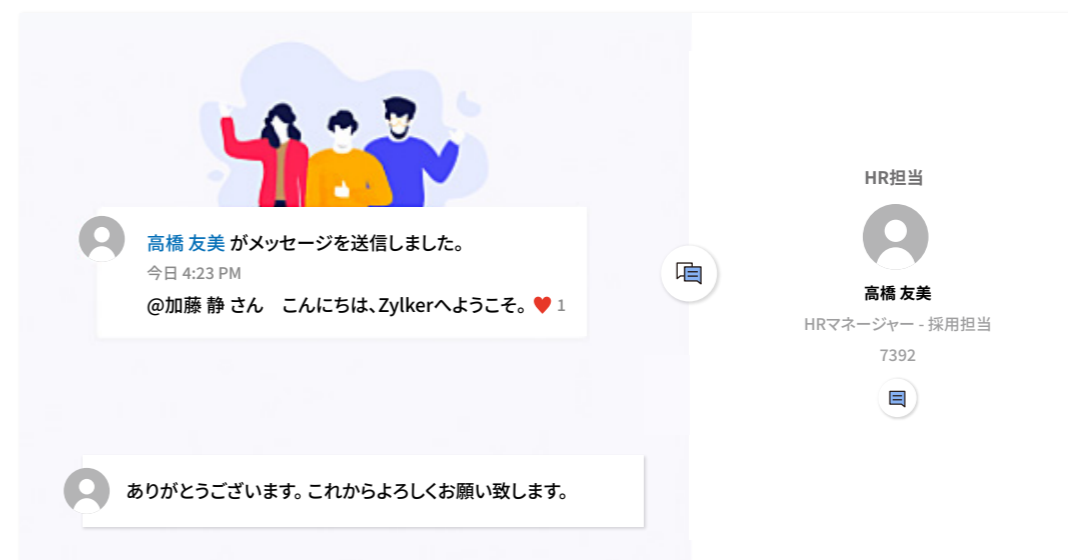 高橋 友美 がメッセージを送信しました。
今日 4:23 PM
@加藤 静 さん　こんにちは、Zylkerへようこそ。 1
ありがとうございます。これからよろしくお願い致します。
HR担当
高橋 友美
HRマネージャー - 採用担当
7392